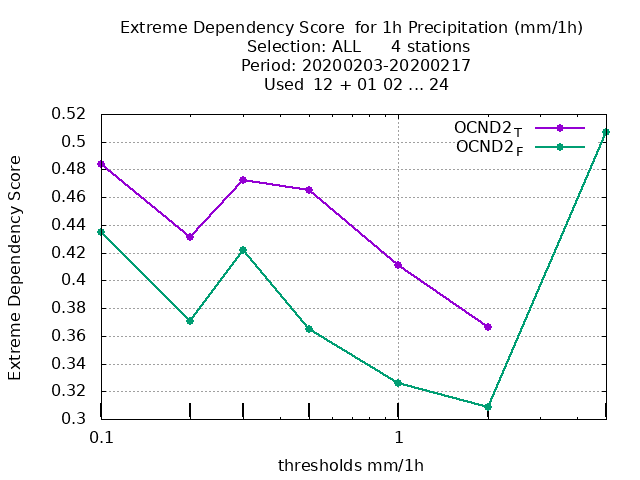 Extreme Dependency Score  for 1h Precipitation (mm/1h)
Selection: ALL      4 stations
Period: 20200203-20200217
Used  12 + 01 02 ... 24
OCND2T
OCND2F
0.52
0.5
0.48
0.46
0.44
0.42
0.4
0.38
0.36
0.34
0.32
0.3
Extreme Dependency Score
0.1
1
thresholds mm/1h